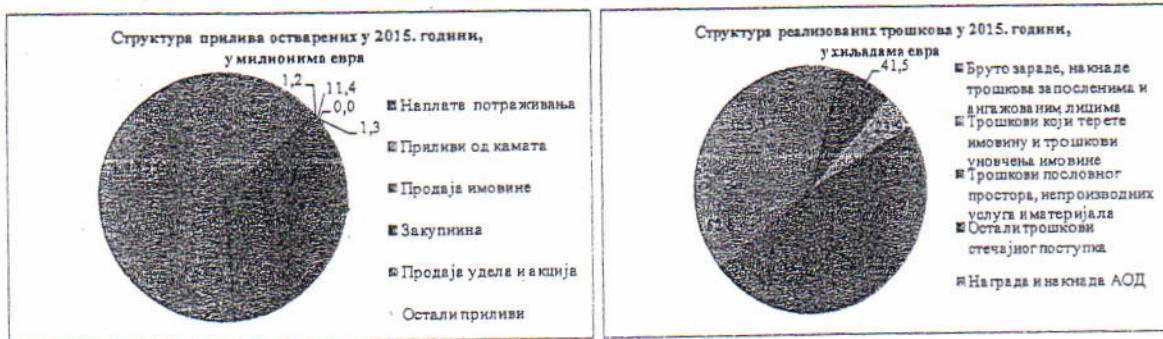 Структура прилива остварених у 2015. години,
у милионима евра
1,2
11,4
0,0
1,3
Наплате потраживања
Приливи од камата
Продаја имовине
Закупнина
Продаја удела и акција
Остали приливи
Структура реализованих трошкова у 2015. години,
у хиљадама евра
41,5
Бруто зараде, накнаде
трошкова запосленима и
ангажованим лицима
Трошкови који терете
имовину и трошкови
уновчења имовине
Трошкови пословног
простора, непроизводних
услуга и материјала
Остали трошкови
стечајног поступка
Награда и накнада АОД